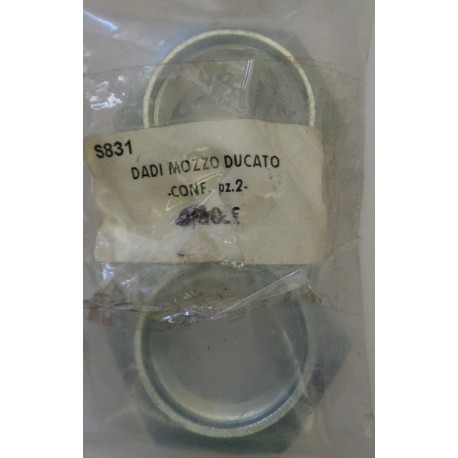 S831
DADI MOZZO DUCATO
-CONF. pz.2-